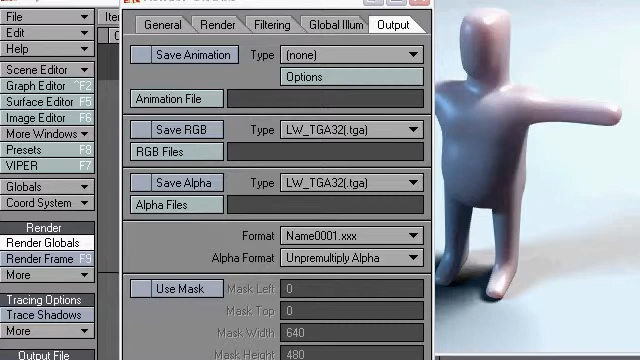 File
Edit
Help
Scene Editor
Graph Editor ^F2
Surface Editor F5
Image Editor F6
More Windows
Presets F8
VIPER F7
Globals
Coord System
Render
Render Globals
Render Frame F9
More
Tracing Options
Trace Shadows
More
Output File
General Render Filtering Global Illum Output
Save Animation Type (none)
Options
Animation File
Save RGB Type LW_TGA32(.tga)
RGB Files
Save Alpha Type LW_TGA32(.tga)
Alpha Files
Format Name0001.xxx
Alpha Format Unpremultiply Alpha
Use Mask Mask Left 0
Mask Top 0
Mask Width 640
Mask Height 480